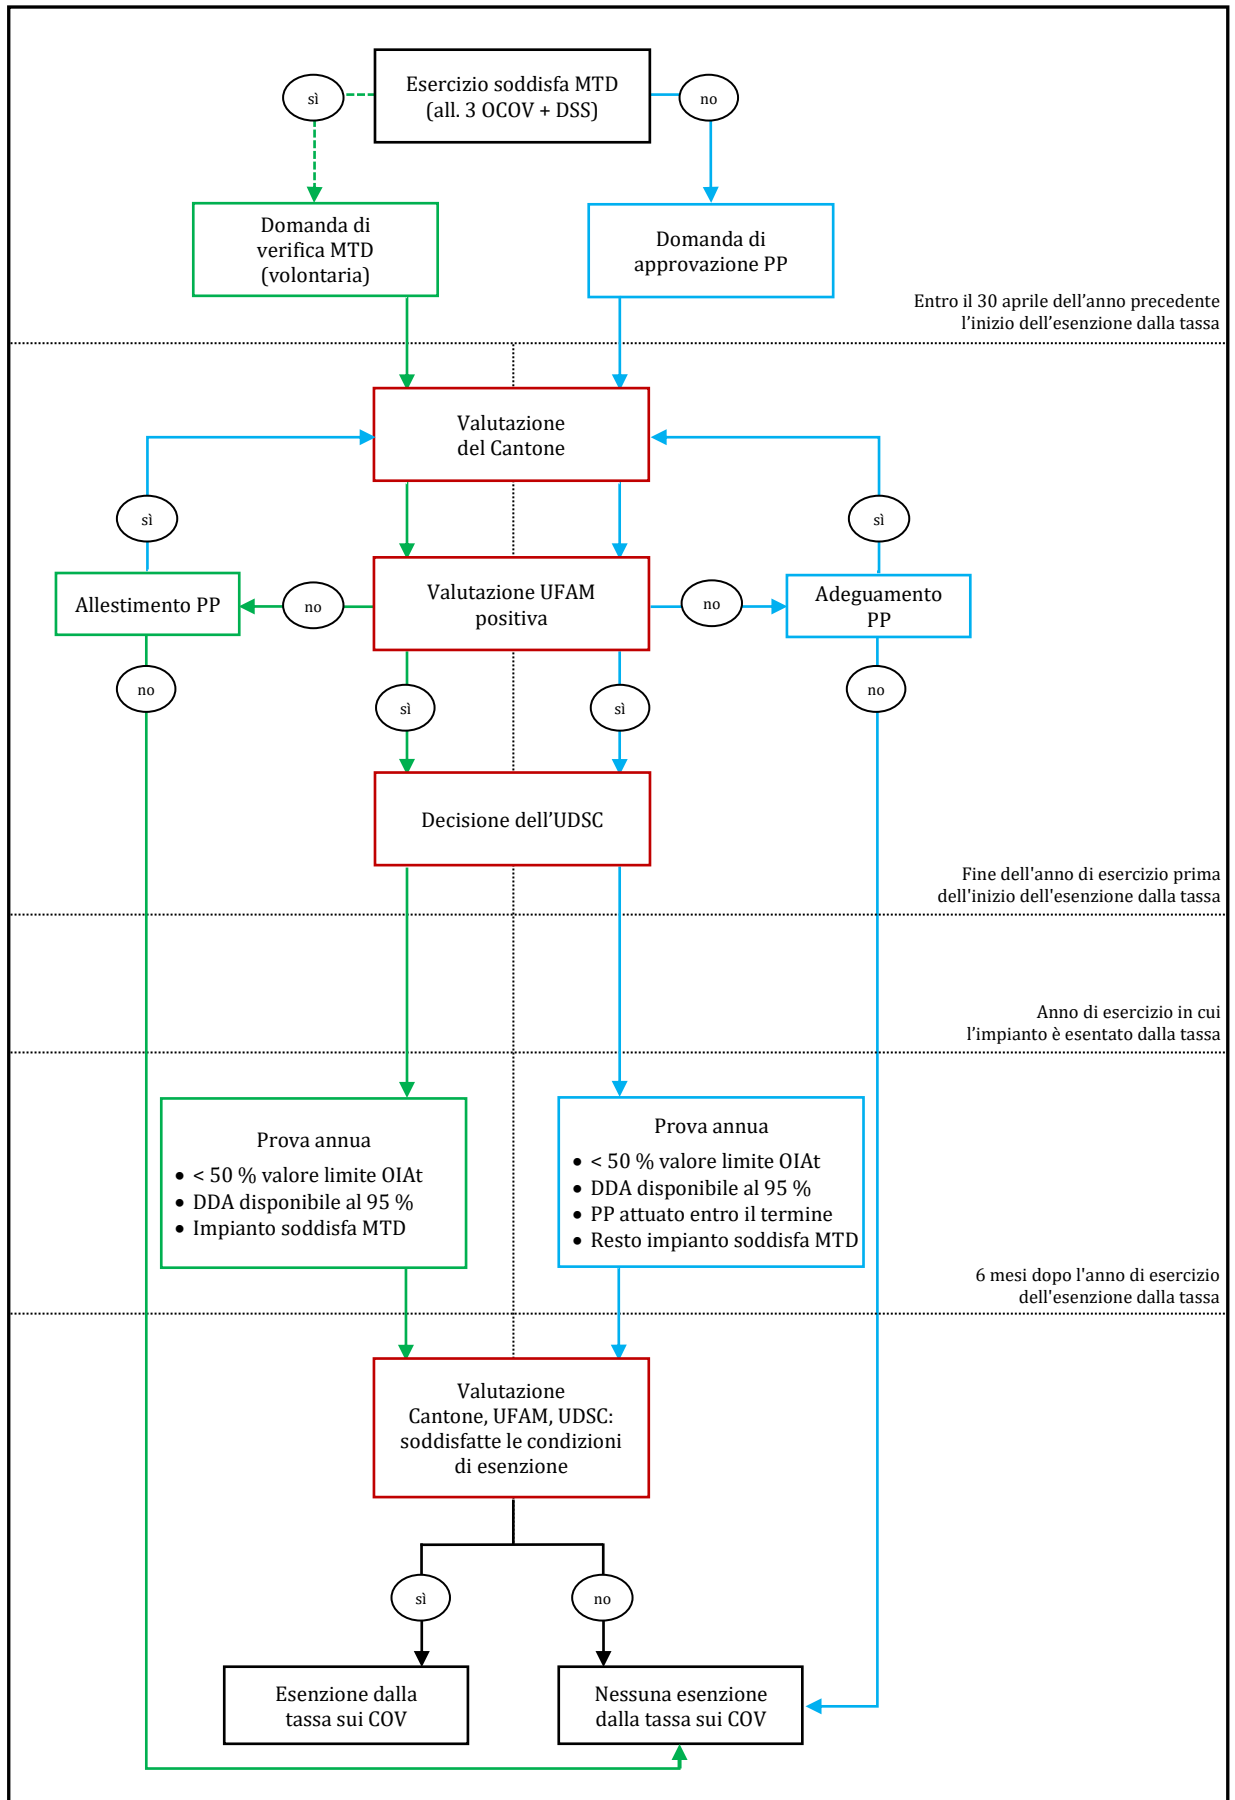 Esercizio soddisfa MTD
(all. 3 OCOV + DSS)
sì
no
Domanda di
verifica MTD
(volontaria)
Domanda di
approvazione PP
Entro il 30 aprile dell’anno precedente
l’inizio dell’esenzione dalla tassa
Valutazione
del Cantone
sì
sì
Allestimento PP
no
Valutazione UFAM
positiva
no
Adeguamento
PP
no
sì
sì
no
Decisione dell’UDSC
Fine dell'anno di esercizio prima
dell'inizio dell'esenzione dalla tassa
Anno di esercizio in cui
l’impianto è esentato dalla tassa
Prova annua
• < 50 % valore limite OIAt
• DDA disponibile al 95 %
• Impianto soddisfa MTD
Prova annua
• < 50 % valore limite OIAt
• DDA disponibile al 95 %
• PP attuato entro il termine
• Resto impianto soddisfa MTD
6 mesi dopo l'anno di esercizio
dell'esenzione dalla tassa
Valutazione
Cantone, UFAM, UDSC:
soddisfatte le condizioni
di esenzione
sì
no
Esenzione dalla
tassa sui COV
Nessuna esenzione
dalla tassa sui COV